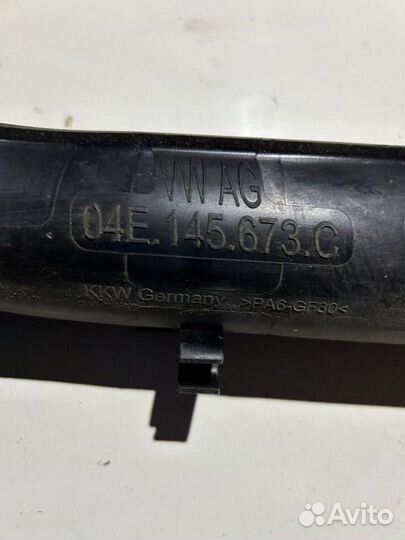 VW AG
04E.145.673.C
KKW Germany >PA6-GF30<
Avito